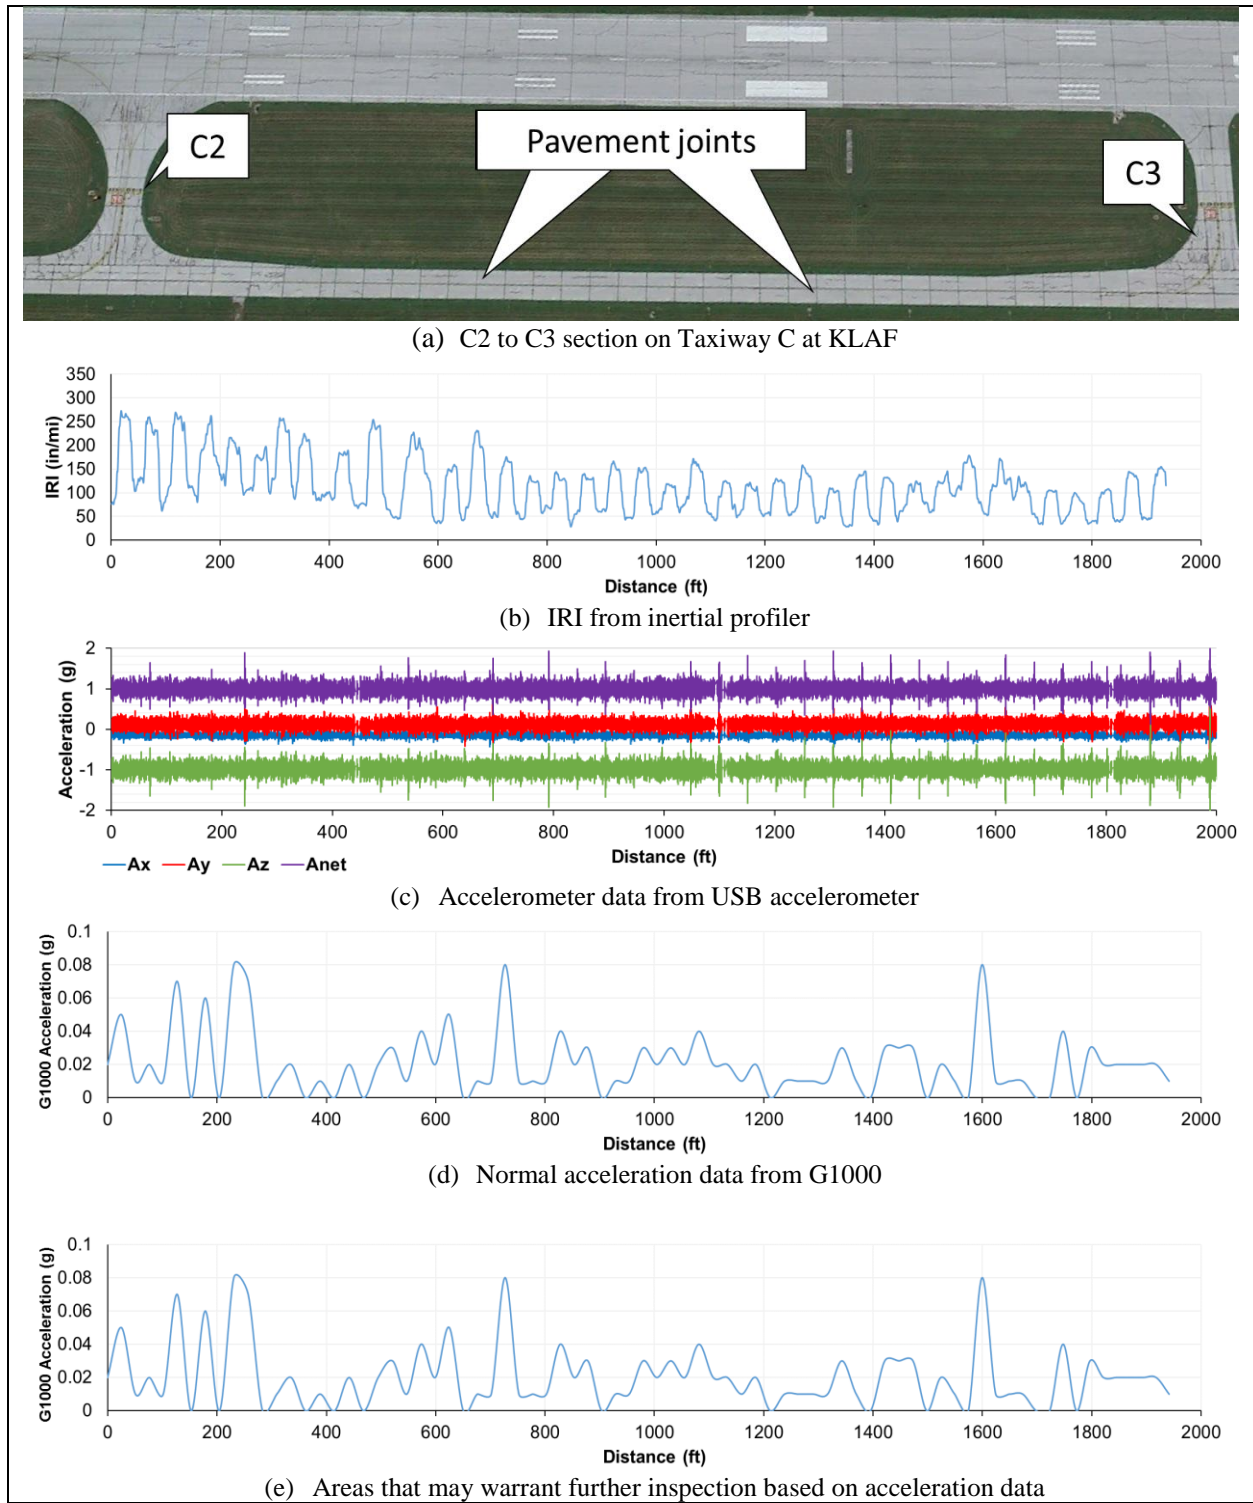 C2
Pavement joints
C3
(a) C2 to C3 section on Taxiway C at KLAF
350
300
250
200
150
100
50
0
IRI (in/mi)
0 200 400 600 800 1000 1200 1400 1600 1800 2000
Distance (ft)
(b) IRI from inertial profiler
2
1
0
-1
-2
Acceleration (g)
0 200 400 600 800 1000 1200 1400 1600 1800 2000
Ax Ay Az Anet
Distance (ft)
(c) Accelerometer data from USB accelerometer
0.1
0.08
0.06
0.04
0.02
0
G1000 Acceleration (g)
0 200 400 600 800 1000 1200 1400 1600 1800 2000
Distance (ft)
(d) Normal acceleration data from G1000
0.1
0.08
0.06
0.04
0.02
0
G1000 Acceleration (g)
0 200 400 600 800 1000 1200 1400 1600 1800 2000
Distance (ft)
(e) Areas that may warrant further inspection based on acceleration data